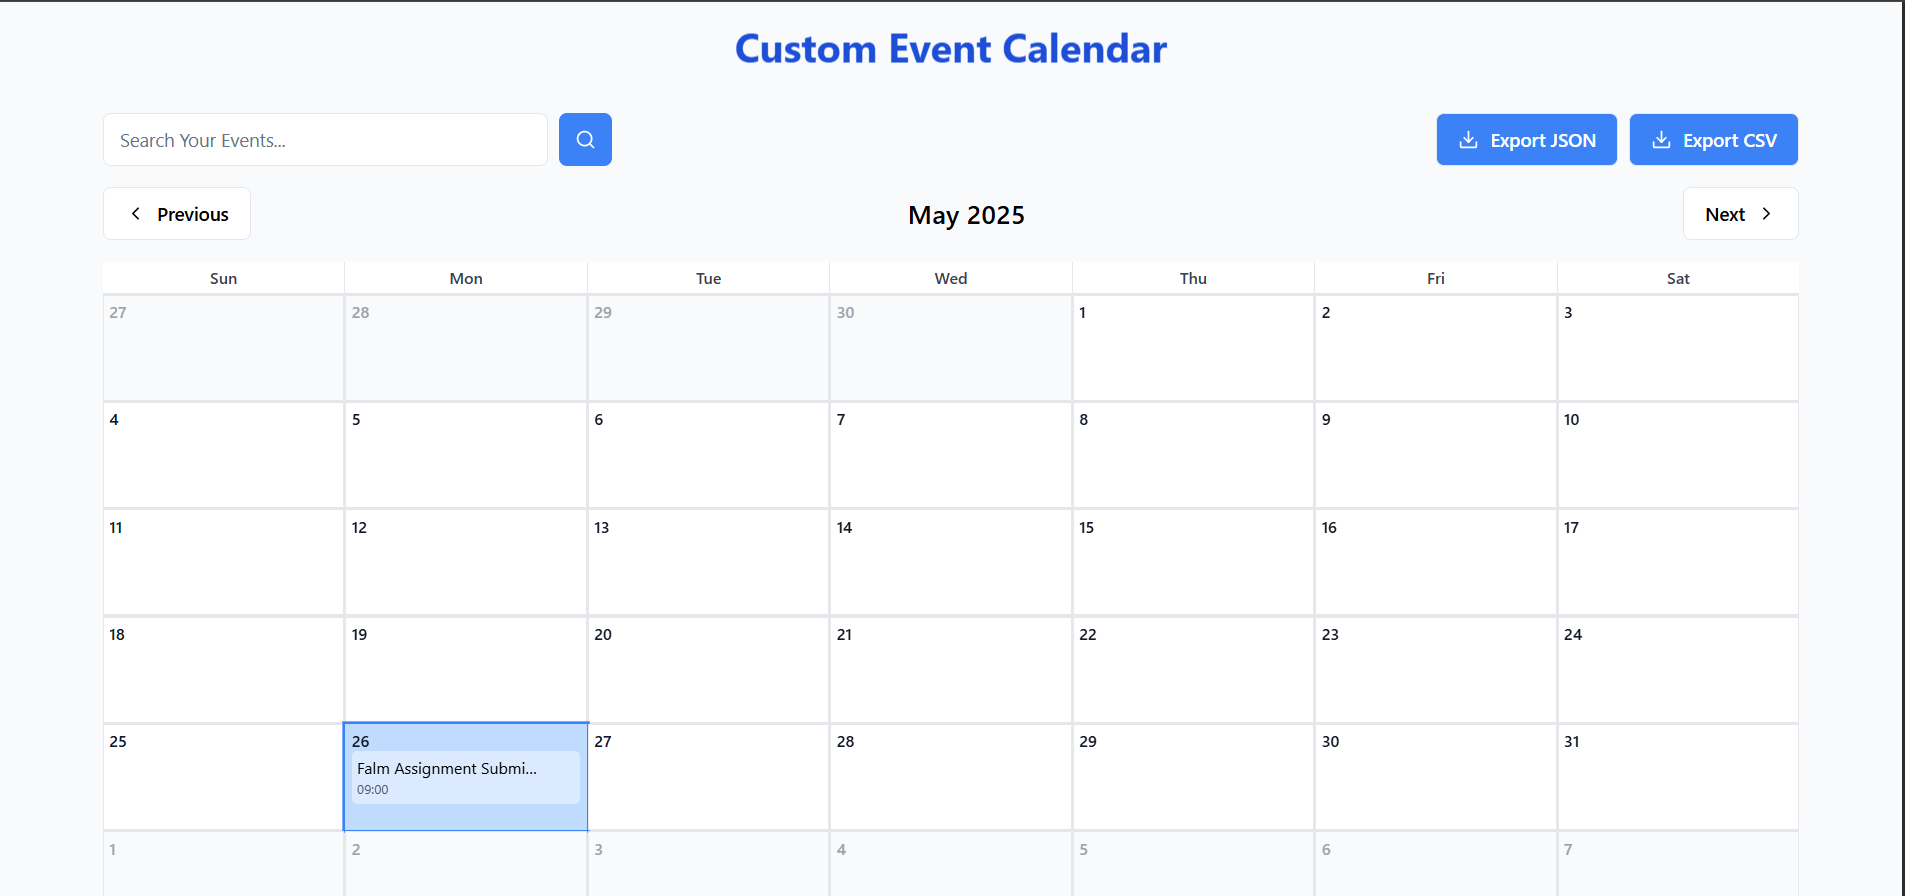 Custom Event Calendar
Search Your Events...
Export JSON
Export CSV
Previous
May 2025
Next
Sun Mon Tue Wed Thu Fri Sat
27 28 29 30 1 2 3
4 5 6 7 8 9 10
11 12 13 14 15 16 17
18 19 20 21 22 23 24
25 26 27 28 29 30 31
Falm Assignment Submi...
09:00
1 2 3 4 5 6 7